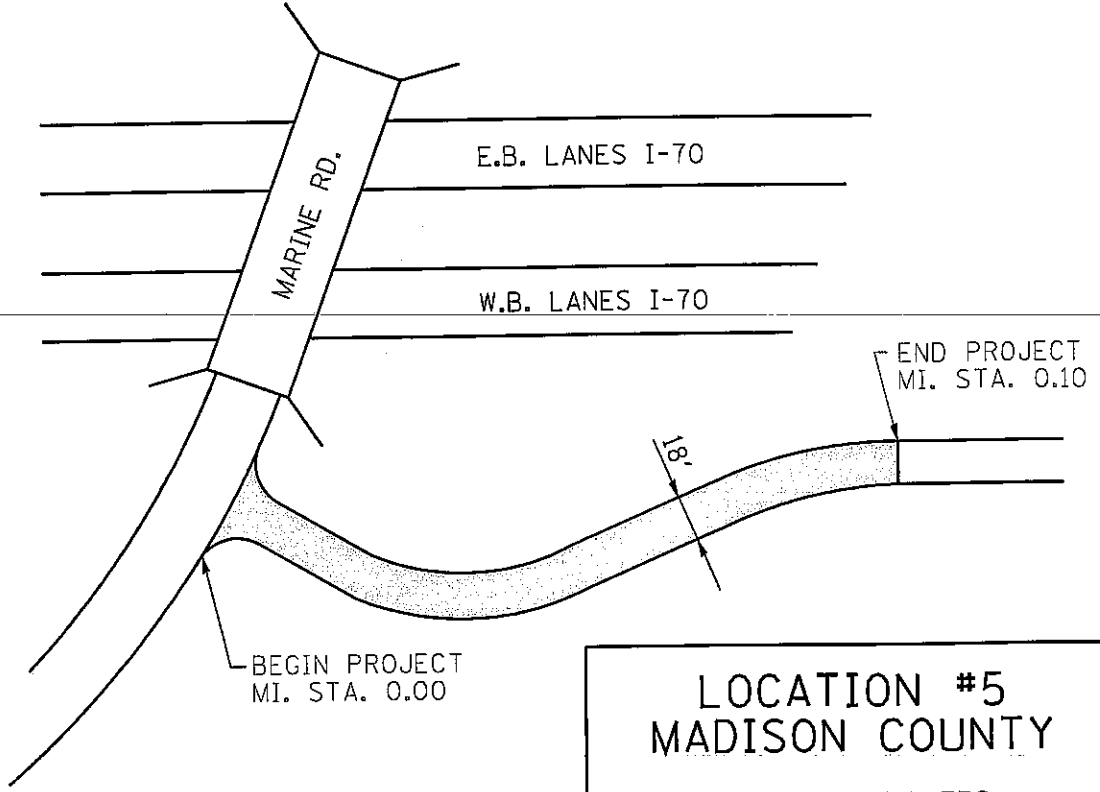 E.B. LANES I-70
MARINE RD.
W.B. LANES I-70
END PROJECT
MI. STA. 0.10
18'
BEGIN PROJECT
MI. STA. 0.00
LOCATION #5
MADISON COUNTY